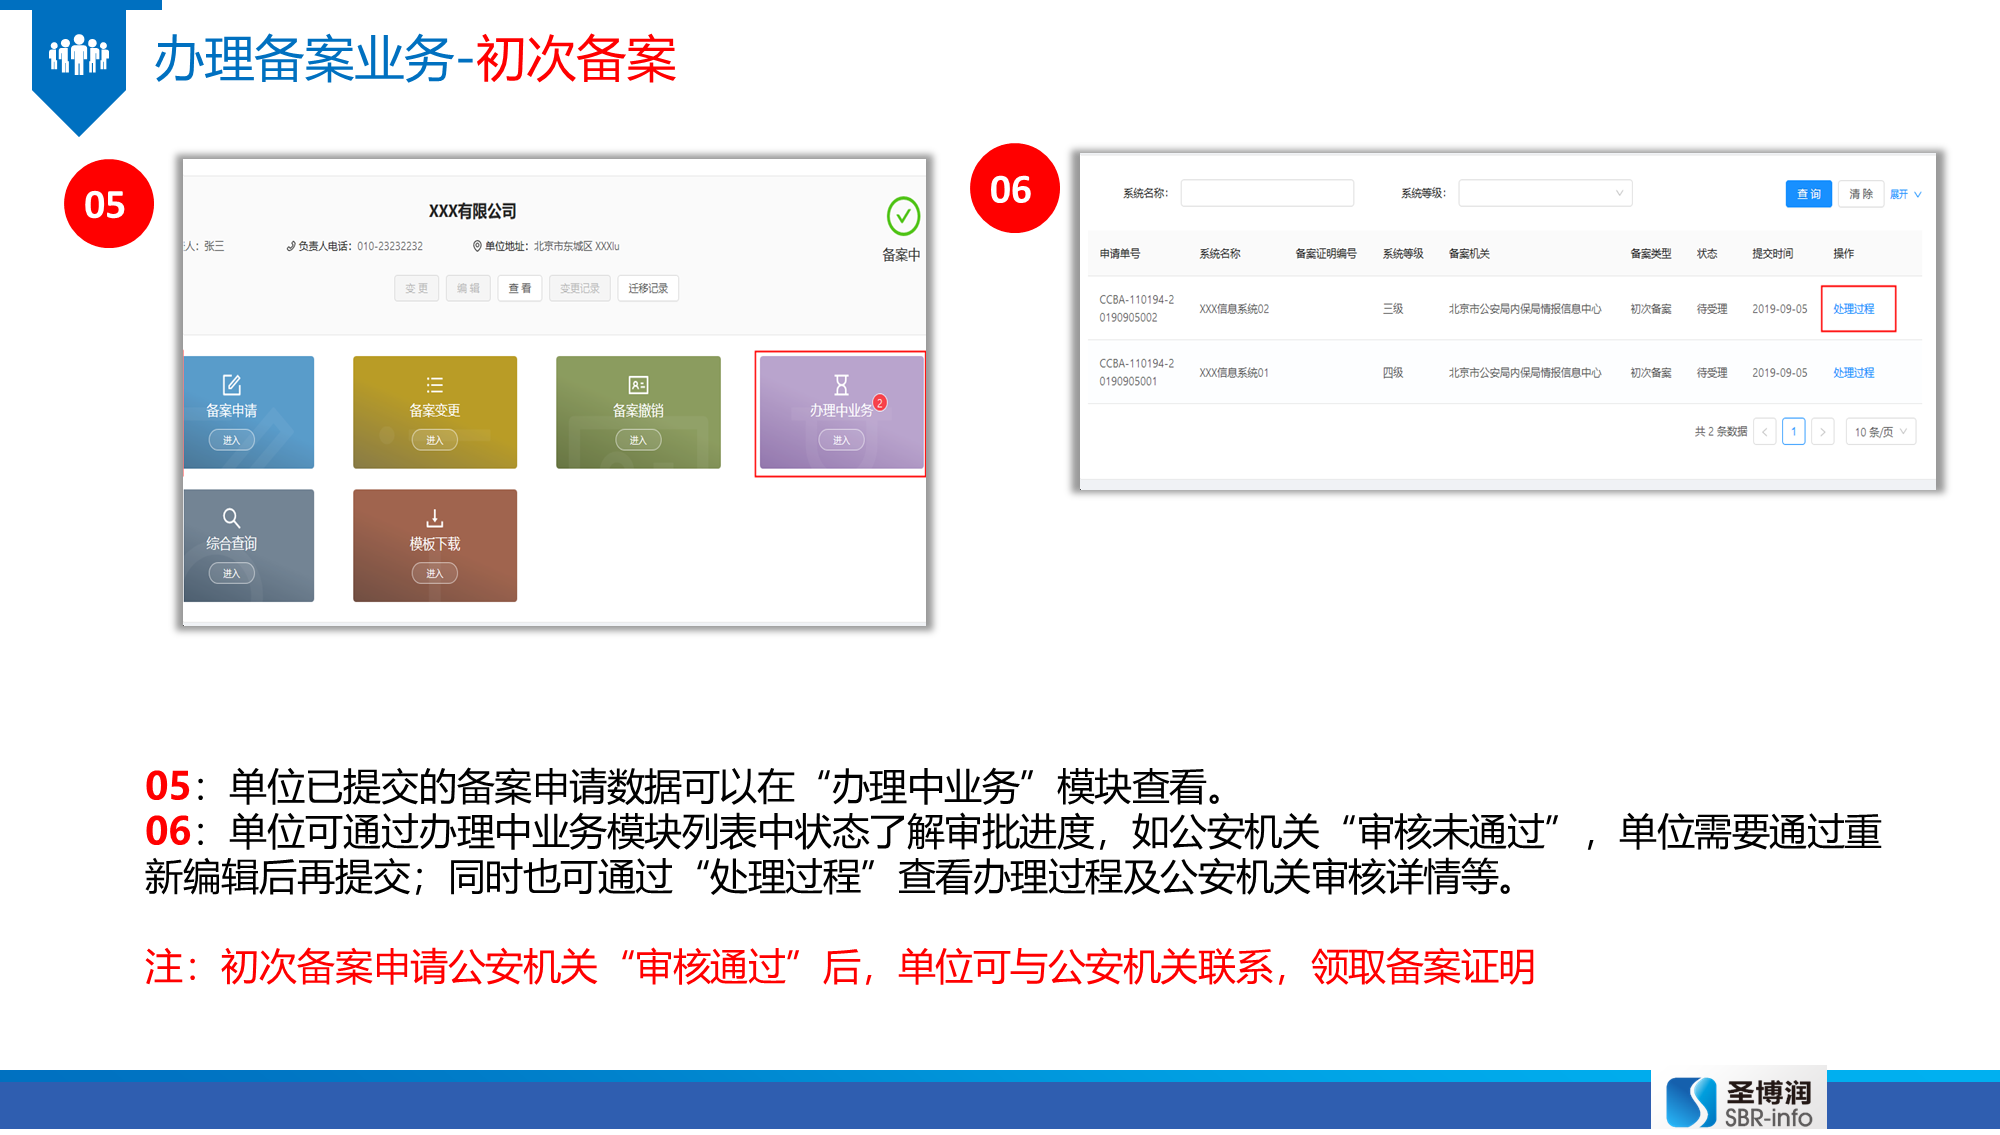 办理备案业务-初次备案
05
XXX有限公司
人：张三
负责人电话：010-23232232
单位地址：北京市东城区 XXXlu
备案中
变更
编辑
查看
变更记录
迁移记录
备案申请
进入
备案变更
进入
备案撤销
进入
办理中业务
2
进入
综合查询
进入
模板下载
进入
06
系统名称：
系统等级：
查询
清除
展开
申请单号 系统名称 备案证明编号 系统等级 备案机关 备案类型 状态 提交时间 操作
CCBA-110194-2
0190905002
XXX信息系统02 三级 北京市公安局内保局情报信息中心 初次备案 待受理 2019-09-05 处理过程
CCBA-110194-2
0190905001
XXX信息系统01 四级 北京市公安局内保局情报信息中心 初次备案 待受理 2019-09-05 处理过程
共 2 条数据 < 1 > 10 条/页
05：单位已提交的备案申请数据可以在“办理中业务”模块查看。
06：单位可通过办理中业务模块列表中状态了解审批进度，如公安机关“审核未通过”，单位需要通过重
新编辑后再提交；同时也可通过“处理过程”查看办理过程及公安机关审核详情等。
注：初次备案申请公安机关“审核通过”后，单位可与公安机关联系，领取备案证明
圣博润
SBR-info